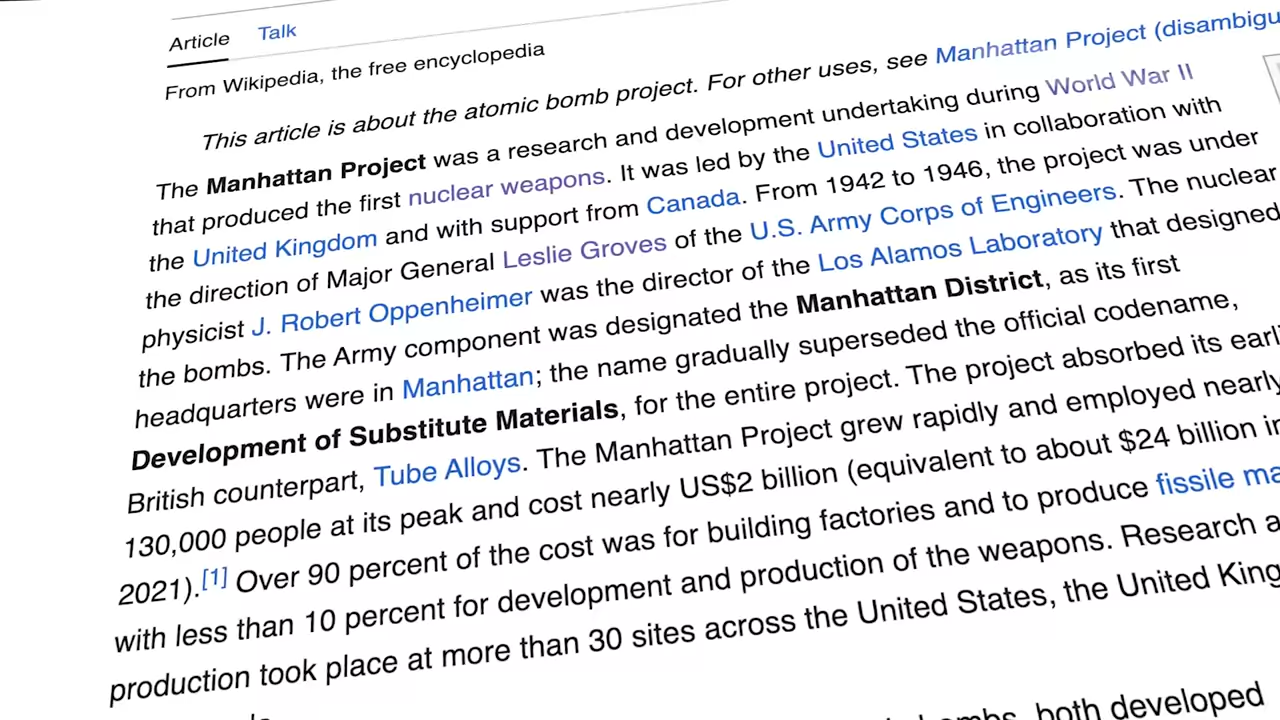 Article Talk
From Wikipedia, the free encyclopedia
This article is about the atomic bomb project. For other uses, see Manhattan Project (disambigu
The Manhattan Project was a research and development undertaking during World War II
that produced the first nuclear weapons. It was led by the United States in collaboration with
the United Kingdom and with support from Canada. From 1942 to 1946, the project was under
the direction of Major General Leslie Groves of the U.S. Army Corps of Engineers. The nuclear
physicist J. Robert Oppenheimer was the director of the Los Alamos Laboratory that designed
the bombs. The Army component was designated the Manhattan District, as its first
headquarters were in Manhattan; the name gradually superseded the official codename,
Development of Substitute Materials, for the entire project. The project absorbed its earli
British counterpart, Tube Alloys. The Manhattan Project grew rapidly and employed nearly
130,000 people at its peak and cost nearly US$2 billion (equivalent to about $24 billion in
2021).[1] Over 90 percent of the cost was for building factories and to produce fissile ma
with less than 10 percent for development and production of the weapons. Research a
production took place at more than 30 sites across the United States, the United King
bombs, both developed